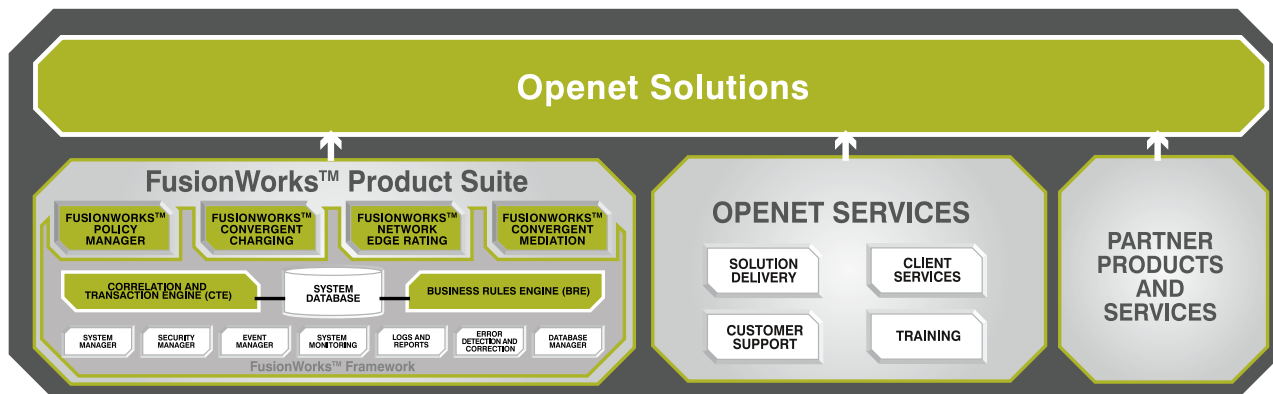 Openet Solutions
FusionWorks™ Product Suite
FUSIONWORKS™
POLICY
MANAGER
FUSIONWORKS™
CONVERGENT
CHARGING
FUSIONWORKS™
NETWORK
EDGE RATING
FUSIONWORKS™
CONVERGENT
MEDIATION
CORRELATION AND
TRANSACTION ENGINE (CTE)
SYSTEM
DATABASE
BUSINESS RULES ENGINE (BRE)
SYSTEM
MANAGER
SECURITY
MANAGER
EVENT
MANAGER
SYSTEM
MONITORING
LOGS AND
REPORTS
ERROR
DETECTION AND
CORRECTION
DATABASE
MANAGER
FusionWorks™ Framework
OPENET SERVICES
SOLUTION
DELIVERY
CLIENT
SERVICES
CUSTOMER
SUPPORT
TRAINING
PARTNER
PRODUCTS
AND
SERVICES